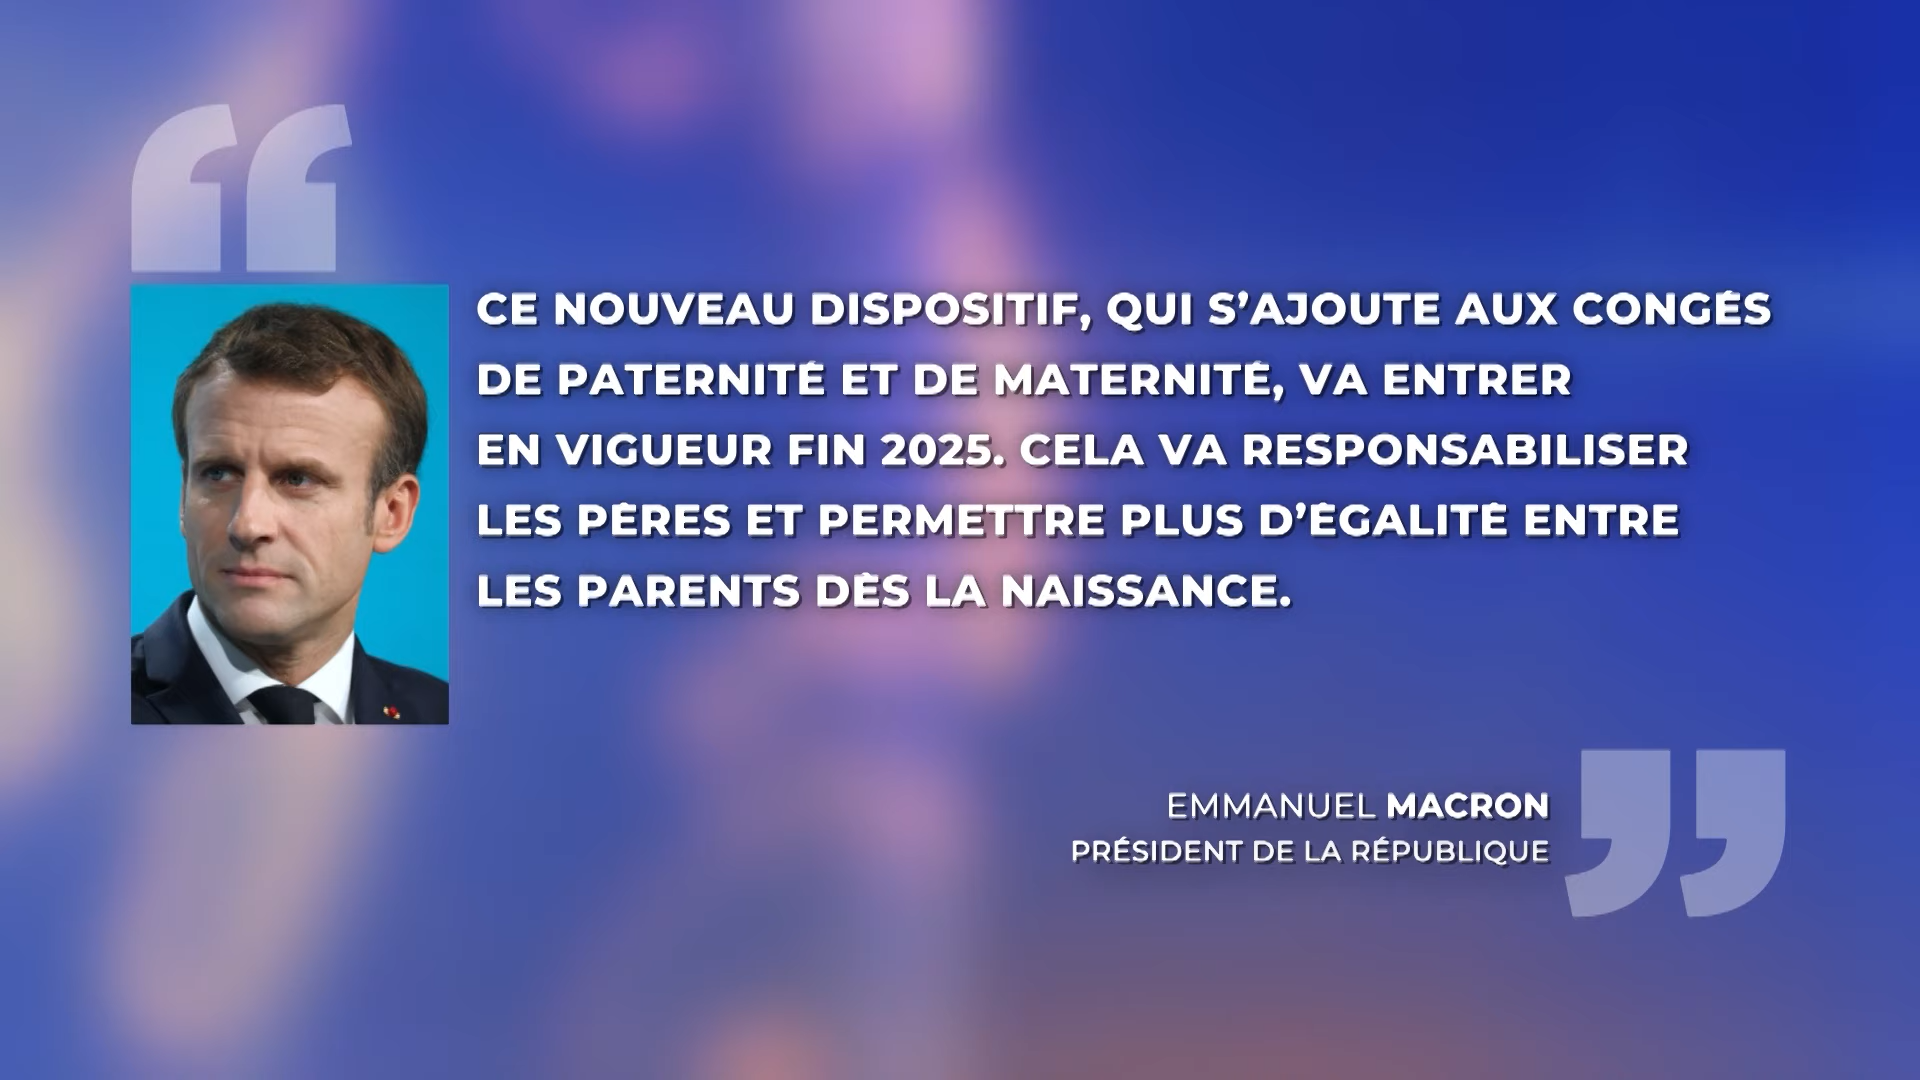 CE NOUVEAU DISPOSITIF, QUI S’AJOUTE AUX CONGÉS
DE PATERNITÉ ET DE MATERNITÉ, VA ENTRER
EN VIGUEUR FIN 2025. CELA VA RESPONSABILISER
LES PÈRES ET PERMETTRE PLUS D’ÉGALITÉ ENTRE
LES PARENTS DÈS LA NAISSANCE.
EMMANUEL MACRON
PRÉSIDENT DE LA RÉPUBLIQUE